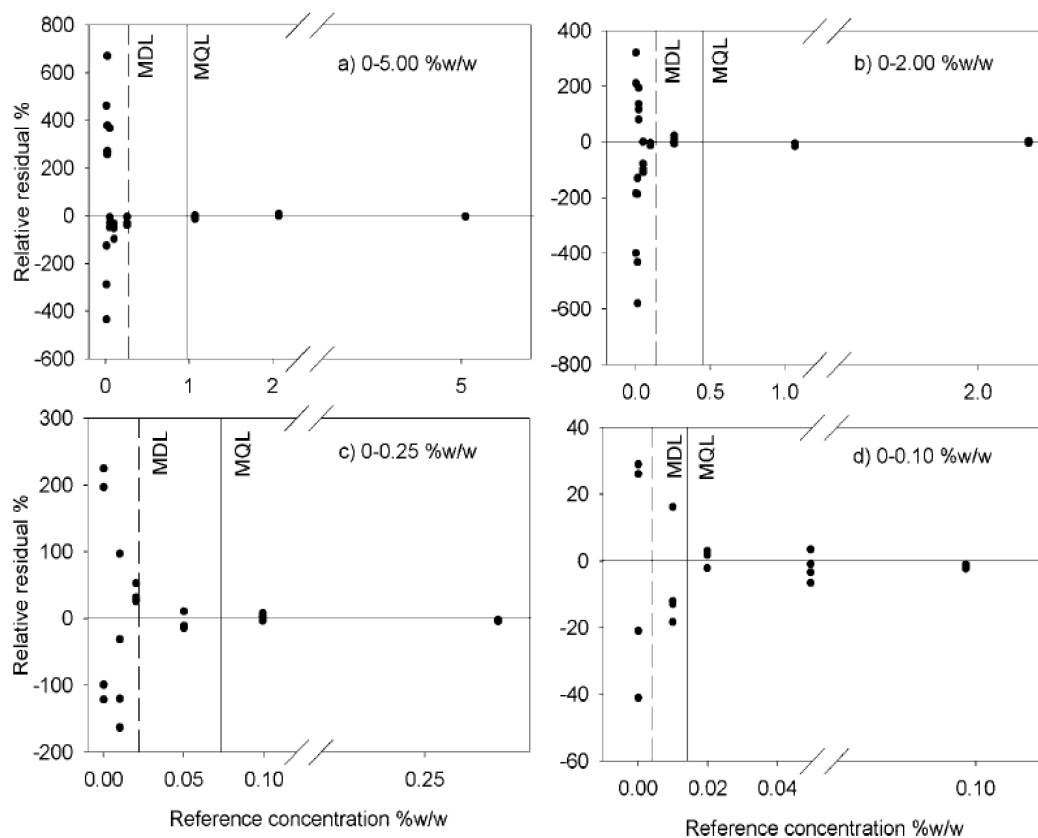 800
600
400
200
0
-200
-400
-600
Relative residual %
MDL
MQL
a) 0-5.00 %w/w
0
1
2
5
400
200
0
-200
-400
-600
-800
MDL
MQL
b) 0-2.00 %w/w
0.0
0.5
1.0
2.0
300
200
100
0
-100
-200
Relative residual %
MDL
MQL
c) 0-0.25 %w/w
0.00
0.05
0.10
0.25
Reference concentration %w/w
40
20
0
-20
-40
-60
MDL
MQL
d) 0-0.10 %w/w
0.00
0.02
0.04
0.10
Reference concentration %w/w